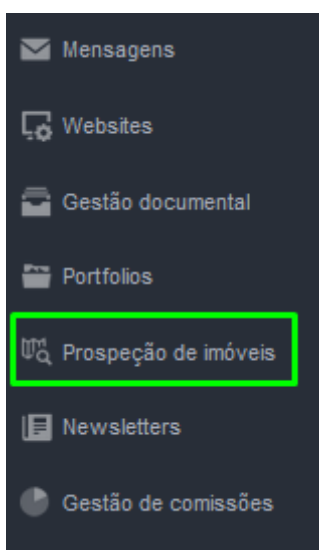 Mensagens
Websites
Gestão documental
Portfolios
Prospeção de imóveis
Newsletters
Gestão de comissões